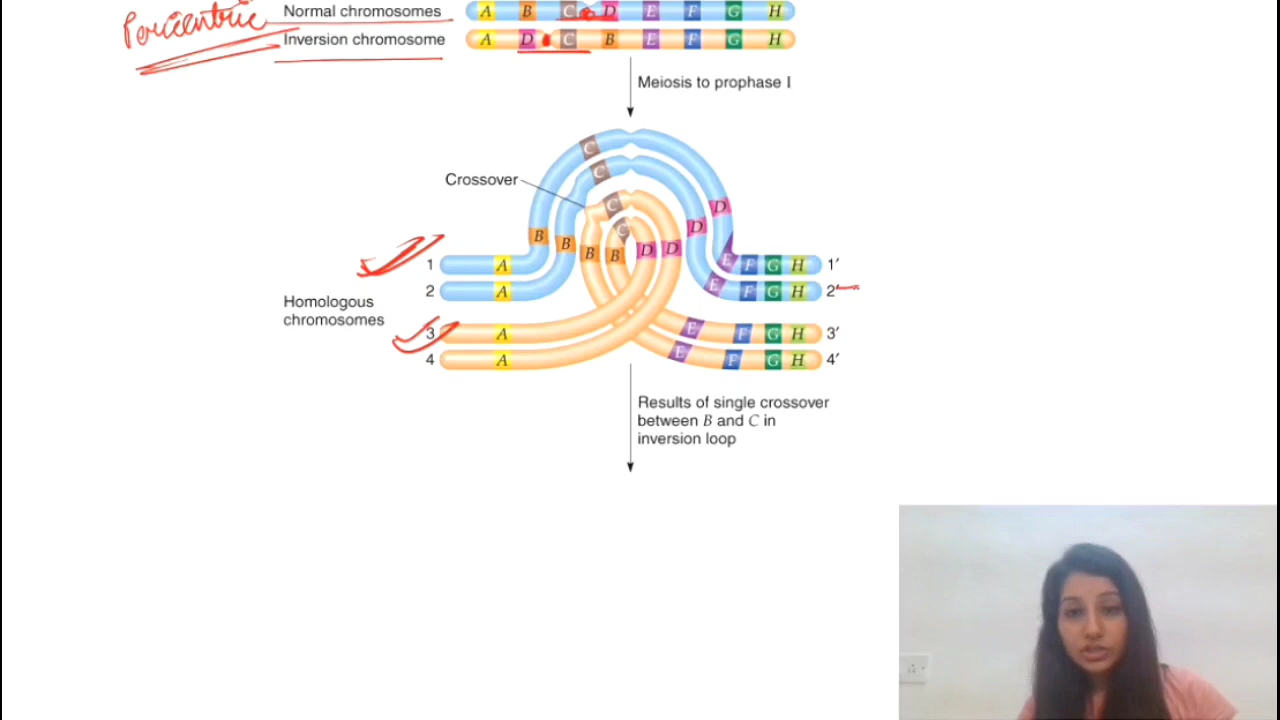 Pericentric
Normal chromosomes A B C D E F G H
Inversion chromosome A D C B E F G H
Meiosis to prophase I
Crossover
C
C
C
C
D
D
B B B B D D
1 A E F G H 1′
2 A E F G H 2′
Homologous
chromosomes
3 A E F G H 3′
4 A E F G H 4′
Results of single crossover
between B and C in
inversion loop